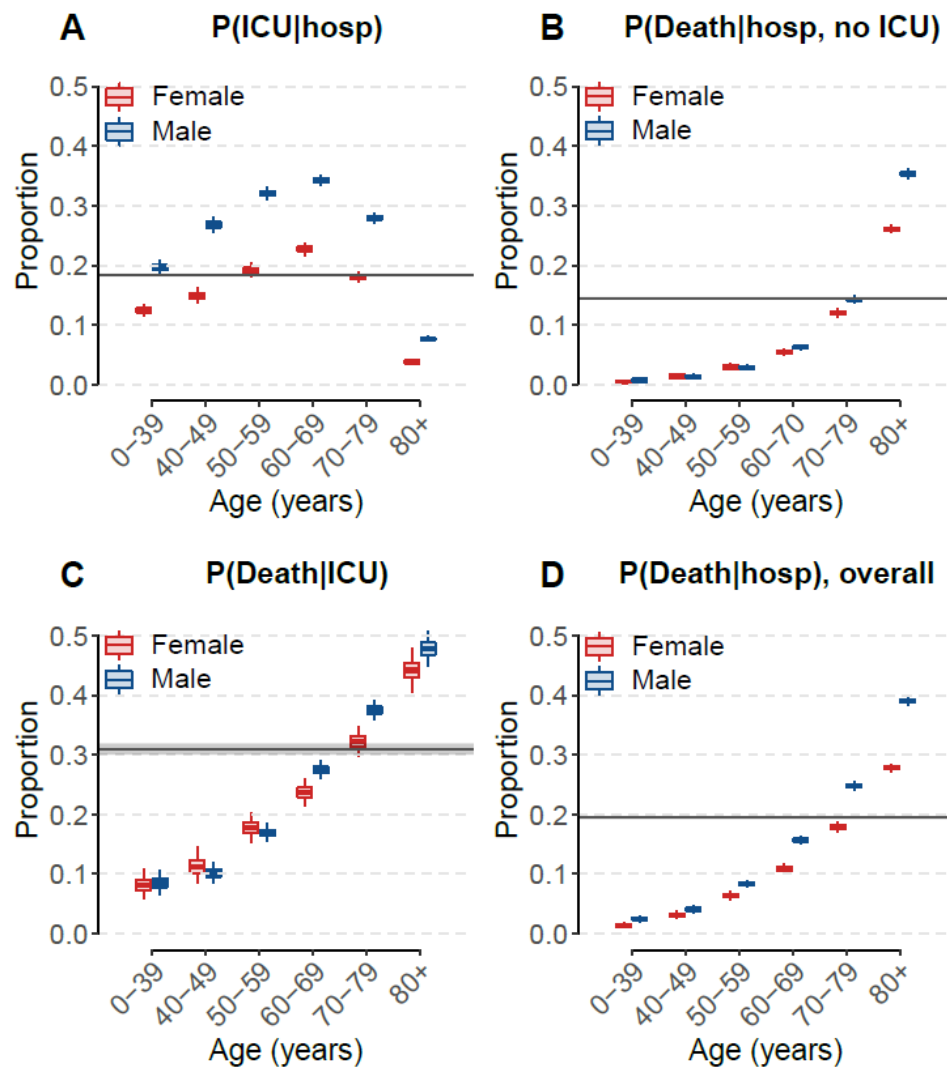 A P(ICU|hosp)
Female
Male
0.5
0.4
0.3
0.2
0.1
0.0
Proportion
0–39
40–49
50–59
60–69
70–79
80+
Age (years)
B P(Death|hosp, no ICU)
Female
Male
0.5
0.4
0.3
0.2
0.1
0.0
Proportion
0–39
40–49
50–59
60–70
70–79
80+
Age (years)
C P(Death|ICU)
Female
Male
0.5
0.4
0.3
0.2
0.1
0.0
Proportion
0–39
40–49
50–59
60–69
70–79
80+
Age (years)
D P(Death|hosp), overall
Female
Male
0.5
0.4
0.3
0.2
0.1
0.0
Proportion
0–39
40–49
50–59
60–69
70–79
80+
Age (years)